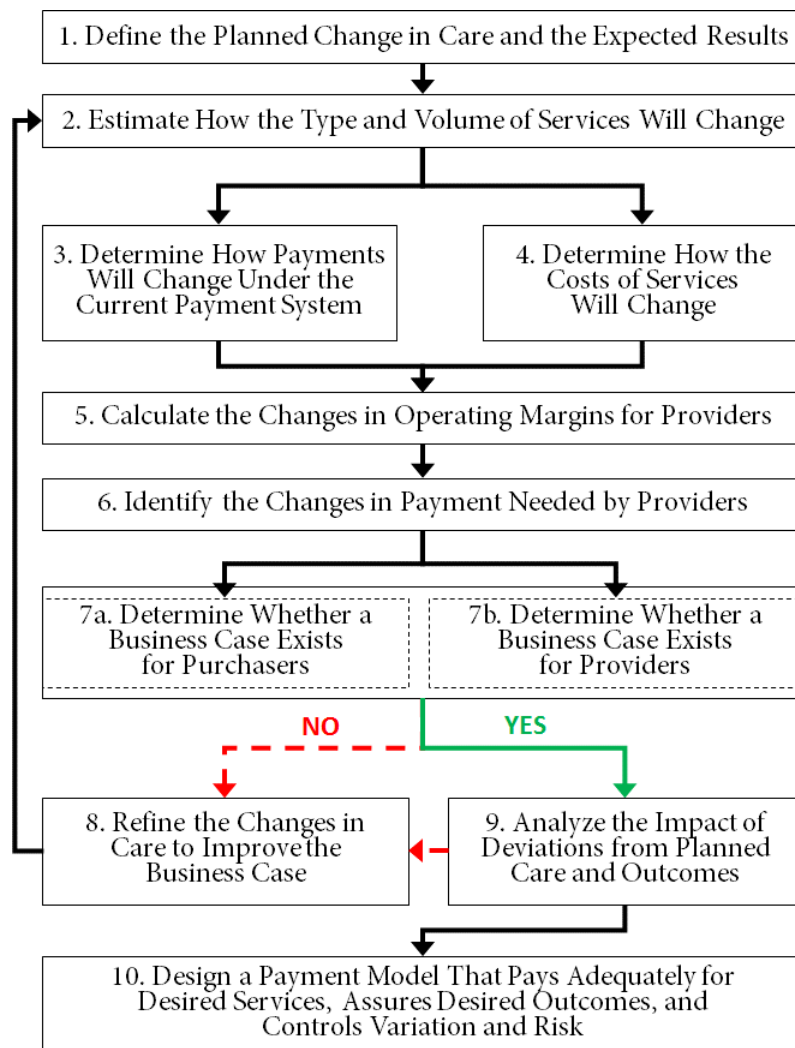 1. Define the Planned Change in Care and the Expected Results
2. Estimate How the Type and Volume of Services Will Change
3. Determine How Payments
Will Change Under the
Current Payment System
4. Determine How the
Costs of Services
Will Change
5. Calculate the Changes in Operating Margins for Providers
6. Identify the Changes in Payment Needed by Providers
7a. Determine Whether a
Business Case Exists
for Purchasers
7b. Determine Whether a
Business Case Exists
for Providers
NO
YES
8. Refine the Changes in
Care to Improve the
Business Case
9. Analyze the Impact of
Deviations from Planned
Care and Outcomes
10. Design a Payment Model That Pays Adequately for
Desired Services, Assures Desired Outcomes, and
Controls Variation and Risk